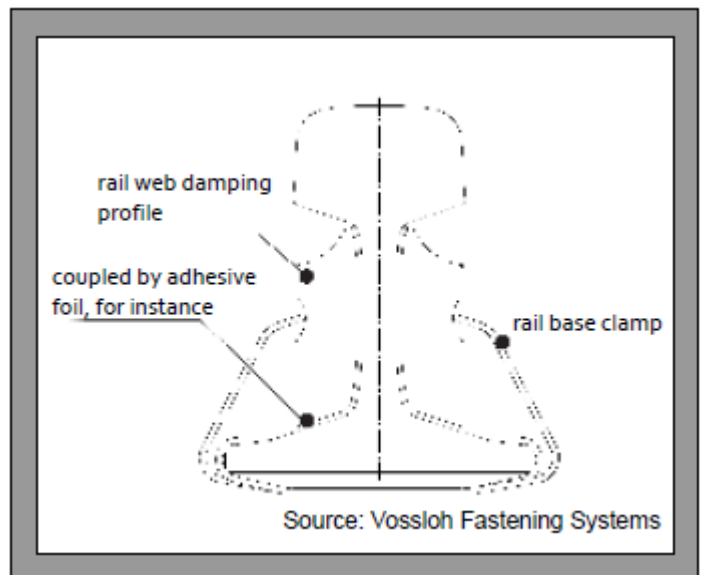 rail web damping
profile
coupled by adhesive
foil, for instance
rail base clamp
Source: Vossloh Fastening Systems